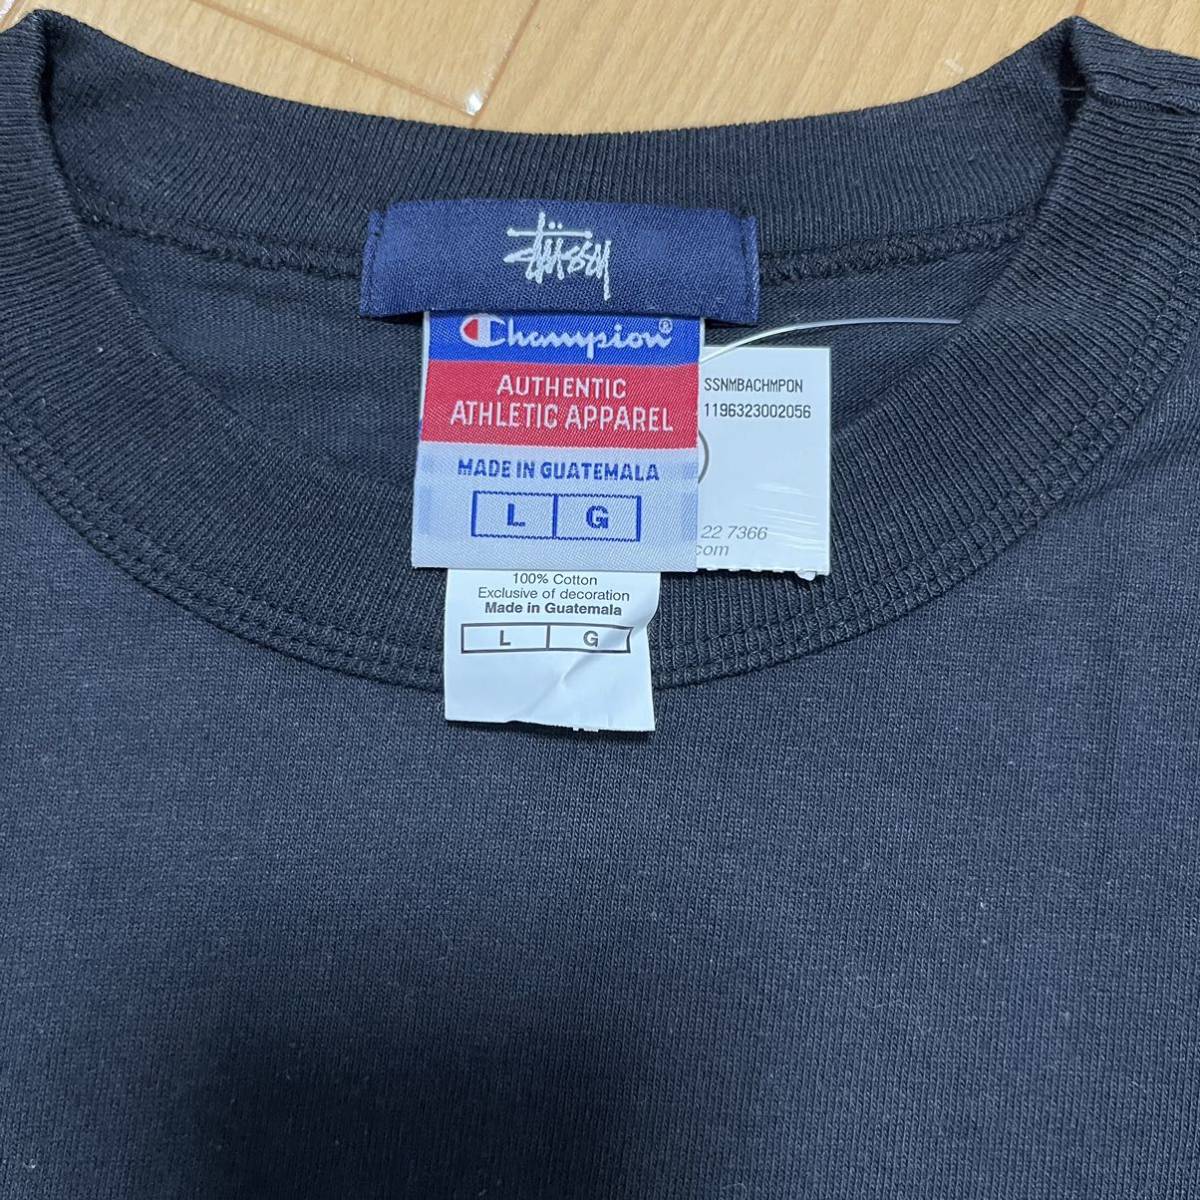 Stüssy
Champion®
AUTHENTIC
ATHLETIC APPAREL
MADE IN GUATEMALA
L G
SSNMBACHMPON
1196323002056
22 7366
com
100% Cotton
Exclusive of decoration
Made in Guatemala
L G